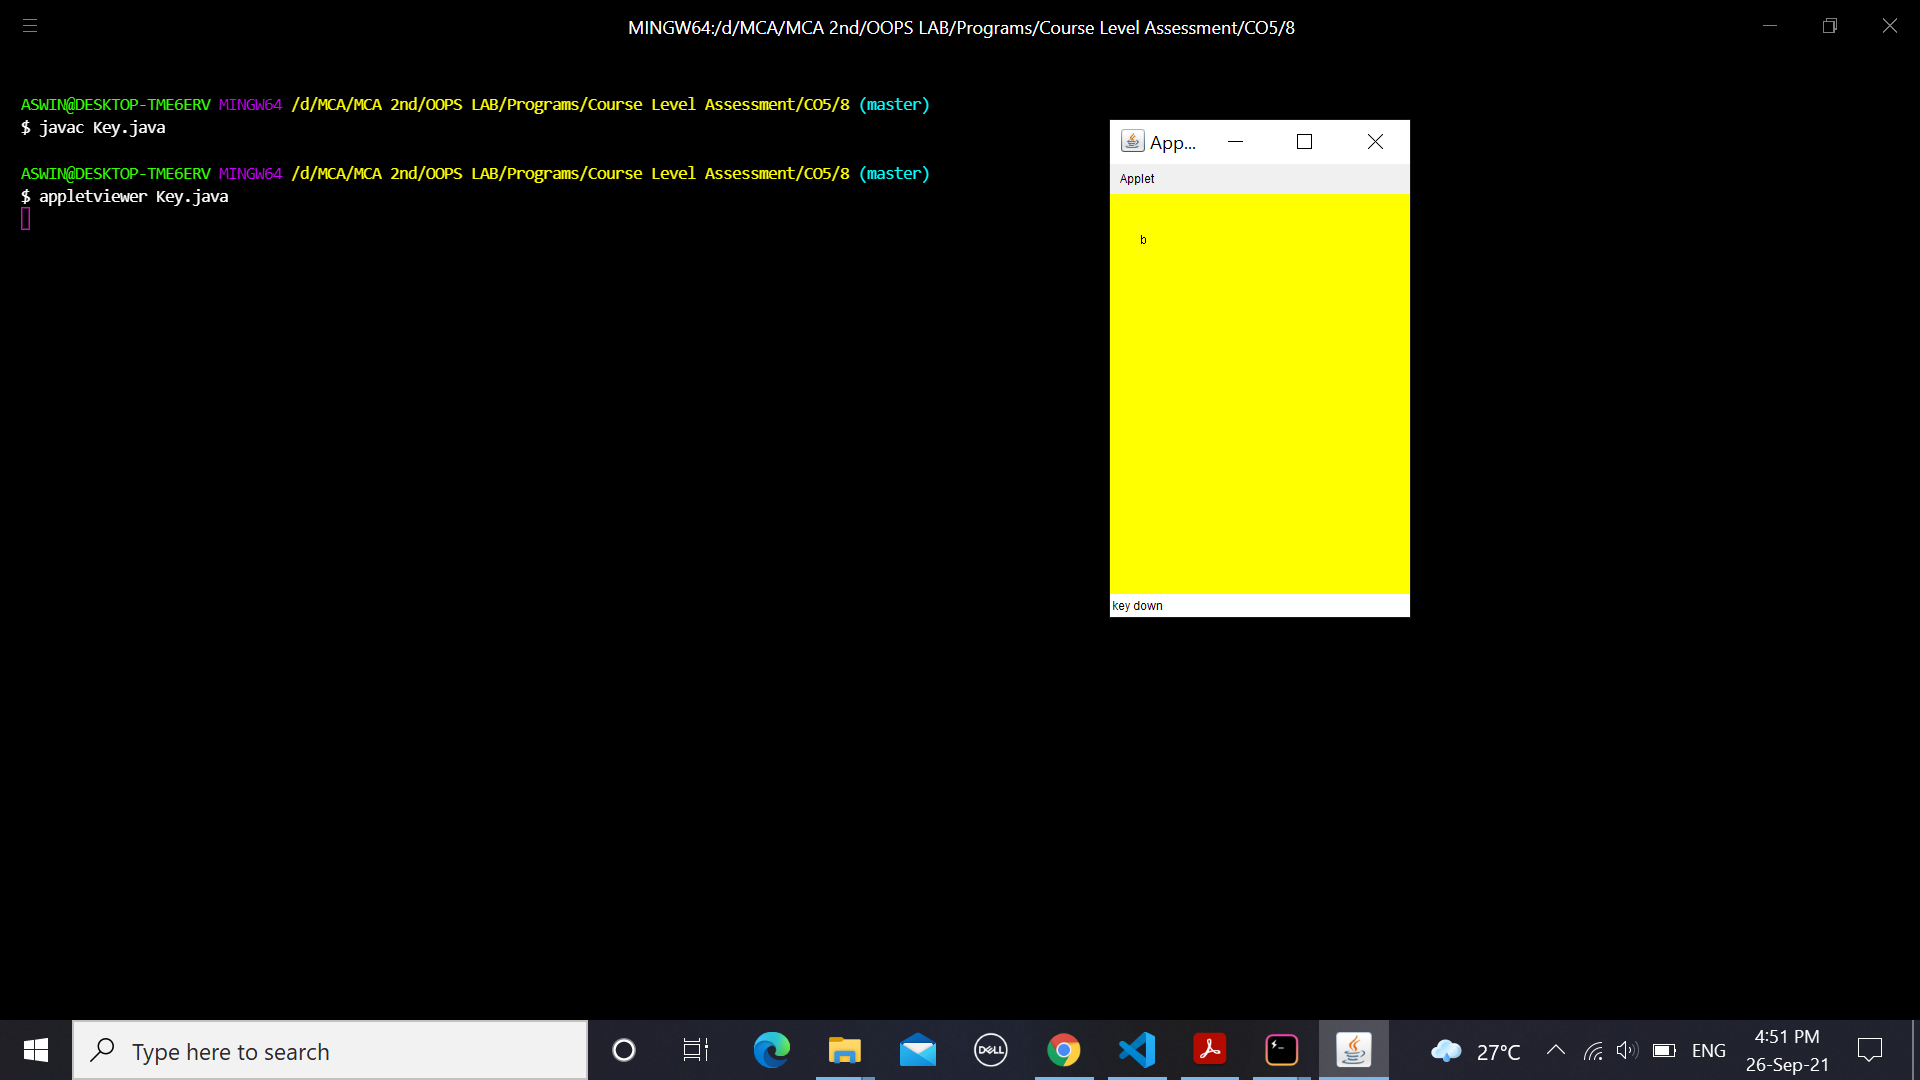 MINGW64:/d/MCA/MCA 2nd/OOPS LAB/Programs/Course Level Assessment/CO5/8
ASWIN@DESKTOP-TME6ERV MINGW64 /d/MCA/MCA 2nd/OOPS LAB/Programs/Course Level Assessment/CO5/8 (master)
$ javac Key.java
ASWIN@DESKTOP-TME6ERV MINGW64 /d/MCA/MCA 2nd/OOPS LAB/Programs/Course Level Assessment/CO5/8 (master)
$ appletviewer Key.java
App...
Applet
b
key down
Type here to search
DELL
27°C
ENG
4:51 PM
26-Sep-21